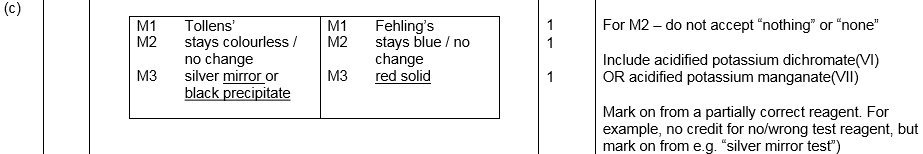 (c)
M1 Tollens' M1 Fehling's 1 For M2 – do not accept "nothing" or "none"
M2 stays colourless / M2 stays blue / no 1
no change change Include acidified potassium dichromate(VI)
M3 silver mirror or M3 red solid 1 OR acidified potassium manganate(VII)
black precipitate
Mark on from a partially correct reagent. For
example, no credit for no/wrong test reagent, but
mark on from e.g. "silver mirror test")